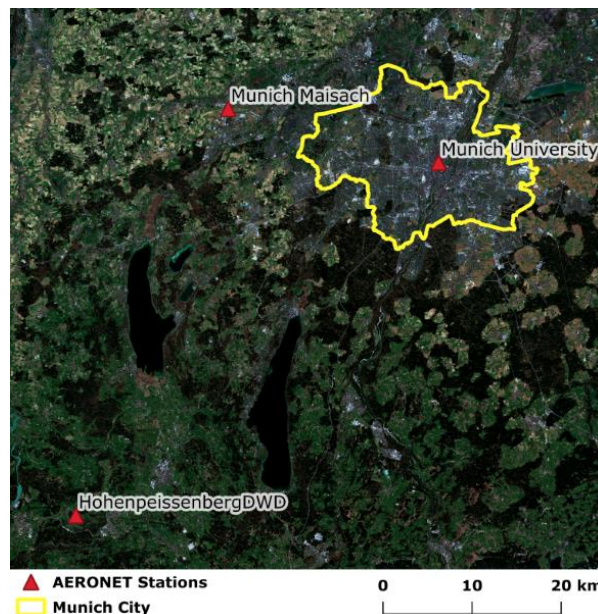 Munich Maisach
Munich University
HohenpeissenbergDWD
AERONET Stations
0 10 20 km
Munich City